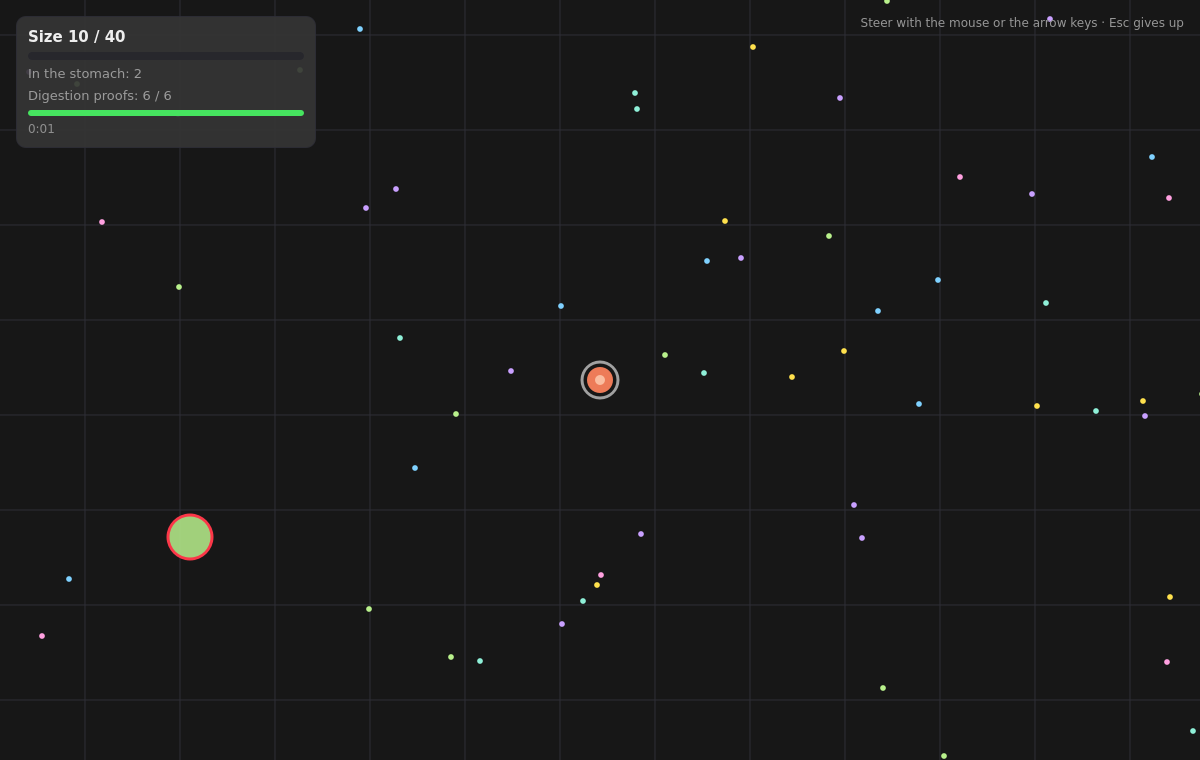 Size 10 / 40
Steer with the mouse or the arrow keys · Esc gives up
In the stomach: 2
Digestion proofs: 6 / 6
0:01